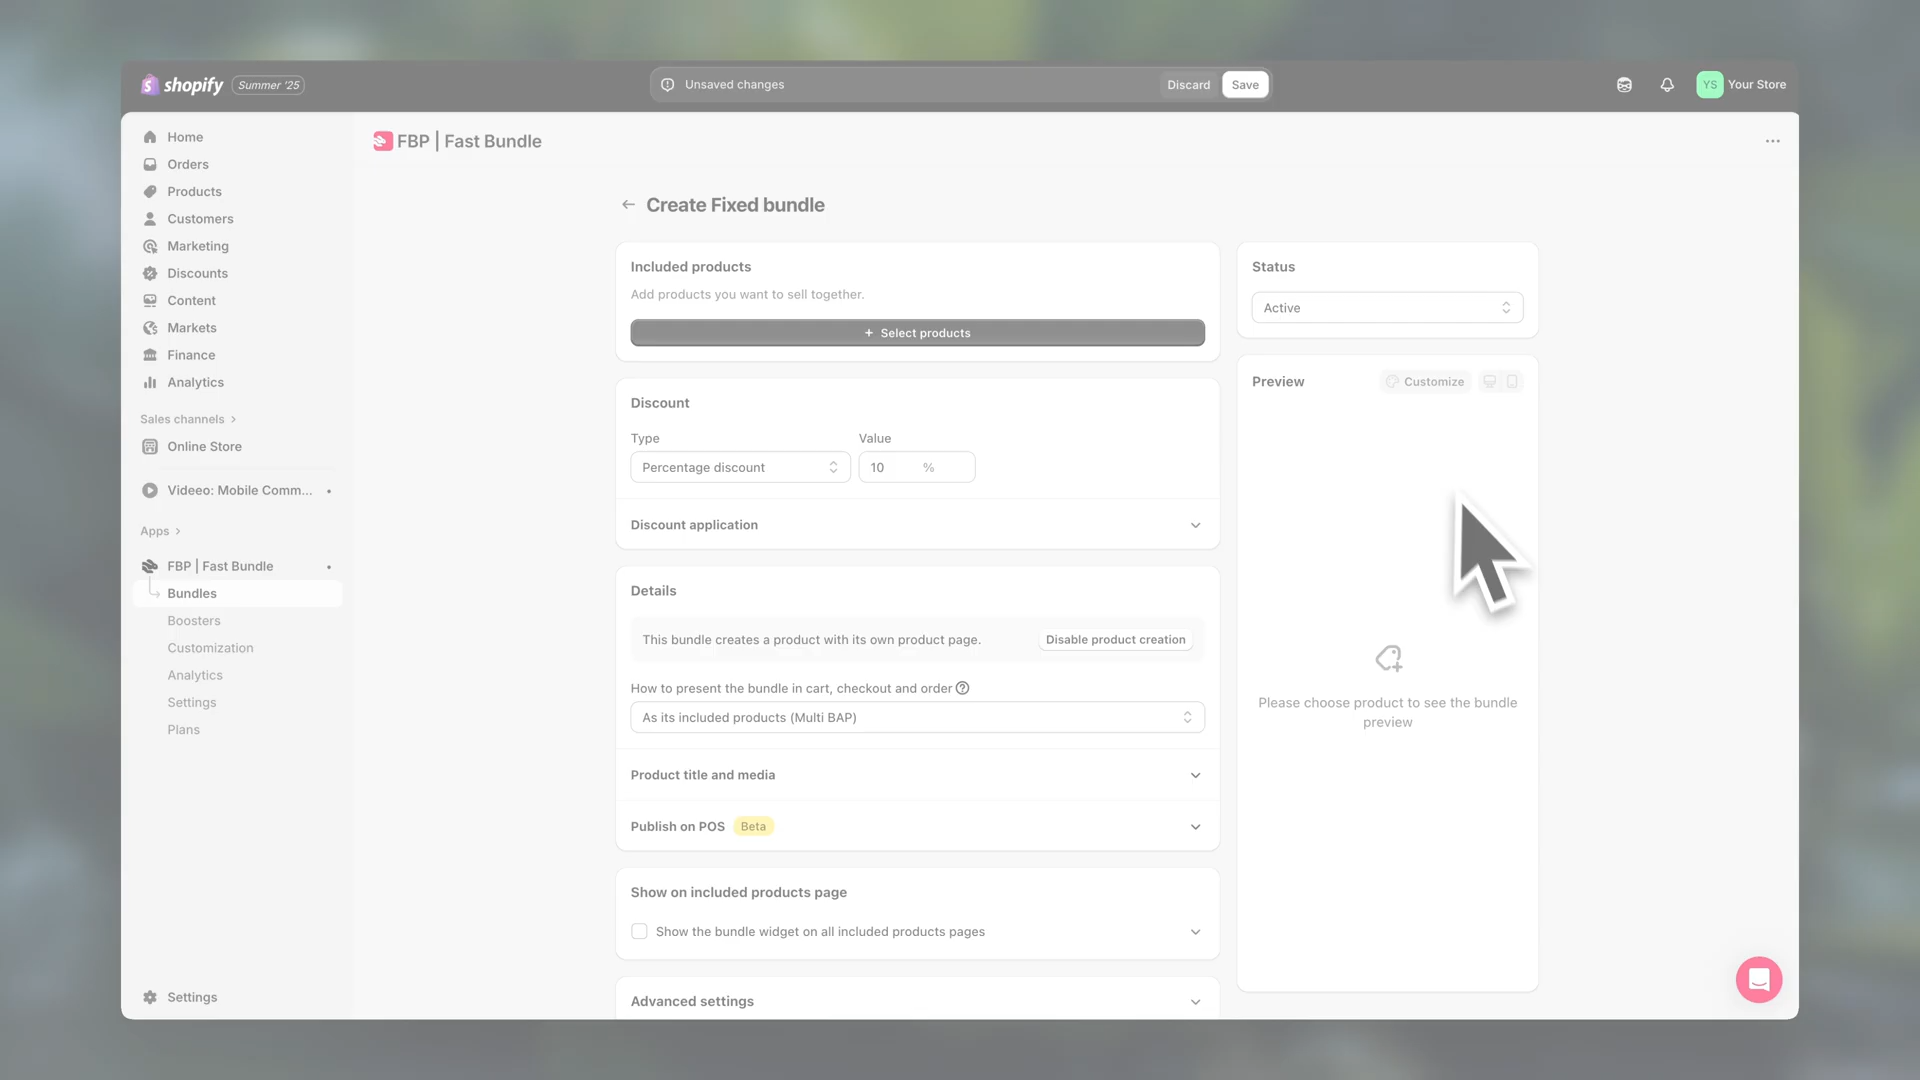 shopify Summer '25
Unsaved changes
Discard
Save
YS Your Store
Home
Orders
Products
Customers
Marketing
Discounts
Content
Markets
Finance
Analytics
Sales channels
Online Store
Videeo: Mobile Comm...
Apps
FBP | Fast Bundle
Bundles
Boosters
Customization
Analytics
Settings
Plans
Settings
FBP | Fast Bundle
Create Fixed bundle
Included products
Add products you want to sell together.
+ Select products
Discount
Type
Value
Percentage discount
10 %
Discount application
Details
This bundle creates a product with its own product page.
Disable product creation
How to present the bundle in cart, checkout and order
As its included products (Multi BAP)
Product title and media
Publish on POS Beta
Show on included products page
Show the bundle widget on all included products pages
Advanced settings
Status
Active
Preview
Customize
Please choose product to see the bundle
preview